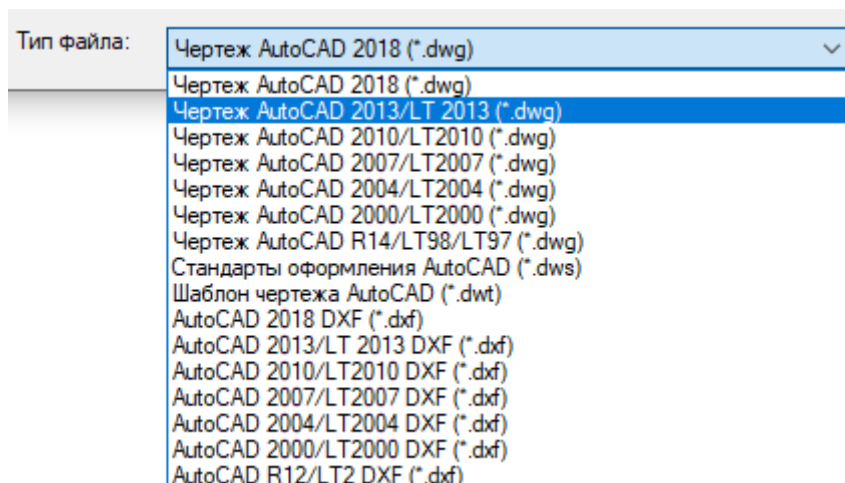 Тип файла:
Чертеж AutoCAD 2018 (*.dwg)
Чертеж AutoCAD 2018 (*.dwg)
Чертеж AutoCAD 2013/LT 2013 (*.dwg)
Чертеж AutoCAD 2010/LT2010 (*.dwg)
Чертеж AutoCAD 2007/LT2007 (*.dwg)
Чертеж AutoCAD 2004/LT2004 (*.dwg)
Чертеж AutoCAD 2000/LT2000 (*.dwg)
Чертеж AutoCAD R14/LT98/LT97 (*.dwg)
Стандарты оформления AutoCAD (*.dws)
Шаблон чертежа AutoCAD (*.dwt)
AutoCAD 2018 DXF (*.dxf)
AutoCAD 2013/LT 2013 DXF (*.dxf)
AutoCAD 2010/LT2010 DXF (*.dxf)
AutoCAD 2007/LT2007 DXF (*.dxf)
AutoCAD 2004/LT2004 DXF (*.dxf)
AutoCAD 2000/LT2000 DXF (*.dxf)
AutoCAD R12/LT2 DXF (*.dxf)